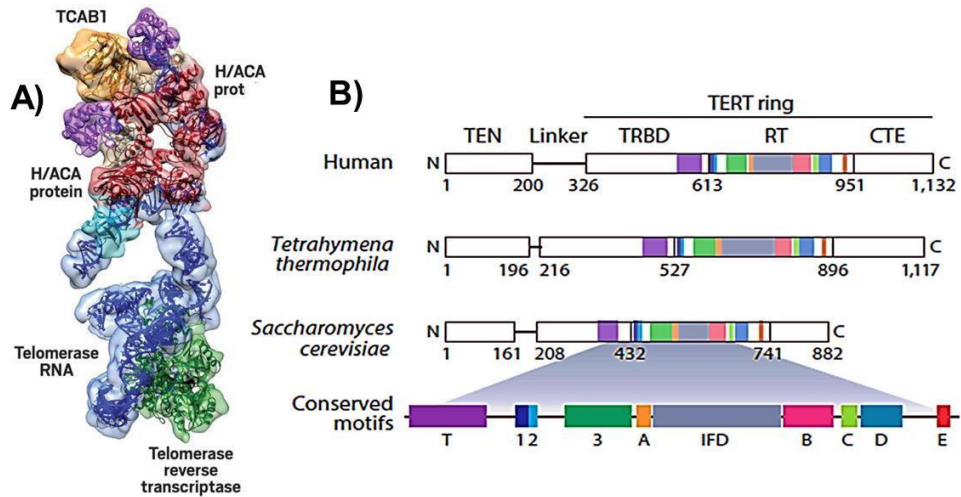 A)
TCAB1
H/ACA
prot
H/ACA
protein
Telomerase
RNA
Telomerase
reverse
transcriptase
B)
TERT ring
TEN Linker TRBD RT CTE
Human N C
1 200 326 613 951 1,132
Tetrahymena
thermophila
N C
1 196 216 527 896 1,117
Saccharomyces
cerevisiae
N C
1 161 208 432 741 882
Conserved
motifs
T 1 2 3 A IFD B C D E